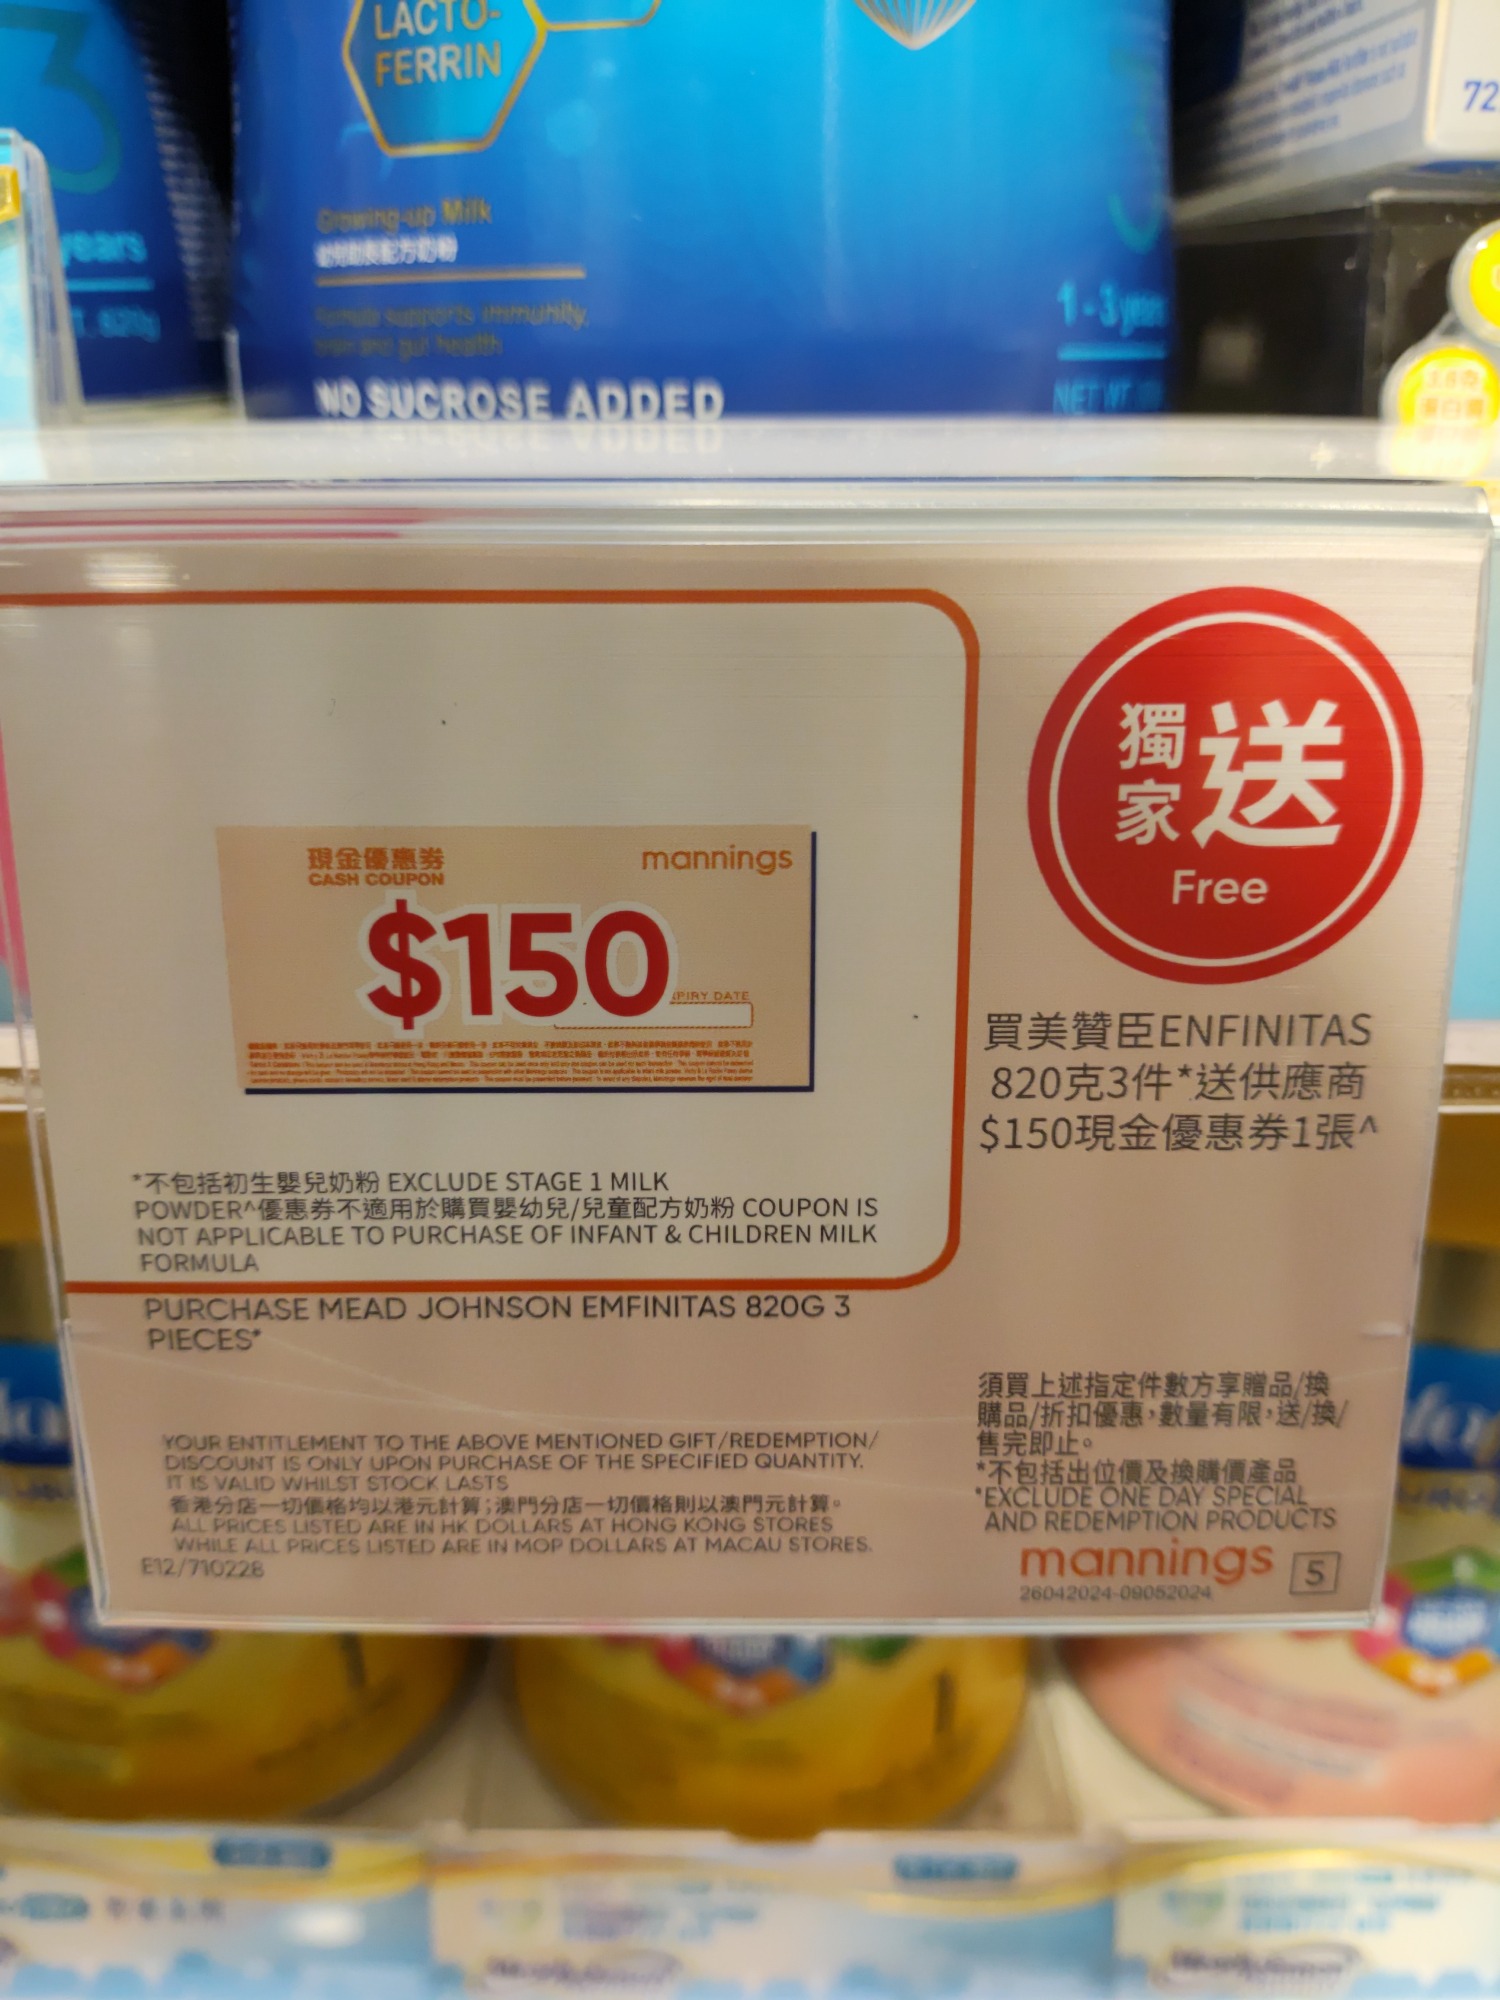 LACTO-
FERRIN
72
Growing-up Milk
years
Formula supports immunity,
brain and gut health
1-3 years
NO SUCROSE ADDED
NET WT.
獨家送
Free
現金優惠券
CASH COUPON
mannings
$150
PIRY DATE
買美贊臣ENFINITAS
820克3件*送供應商
$150現金優惠券1張^
*不包括初生嬰兒奶粉 EXCLUDE STAGE 1 MILK
POWDER^優惠券不適用於購買嬰幼兒/兒童配方奶粉 COUPON IS
NOT APPLICABLE TO PURCHASE OF INFANT & CHILDREN MILK
FORMULA
PURCHASE MEAD JOHNSON EMFINITAS 820G 3
PIECES*
YOUR ENTITLEMENT TO THE ABOVE MENTIONED GIFT/REDEMPTION/
DISCOUNT IS ONLY UPON PURCHASE OF THE SPECIFIED QUANTITY.
IT IS VALID WHILST STOCK LASTS
香港分店一切價格均以港元計算；澳門分店一切價格則以澳門元計算。
ALL PRICES LISTED ARE IN HK DOLLARS AT HONG KONG STORES
WHILE ALL PRICES LISTED ARE IN MOP DOLLARS AT MACAU STORES.
E12/710228
須買上述指定件數方享贈品/換
購品/折扣優惠，數量有限，送/換/
售完即止。
*不包括出位價及換購價產品
*EXCLUDE ONE DAY SPECIAL
AND REDEMPTION PRODUCTS
mannings 5
26042024-09052024